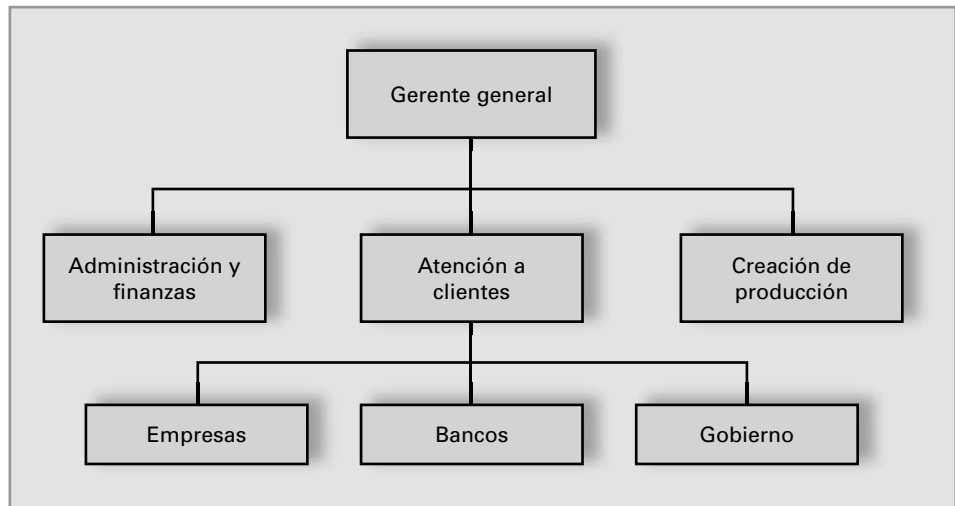 Gerente general
Administración y
finanzas
Atención a
clientes
Creación de
producción
Empresas
Bancos
Gobierno